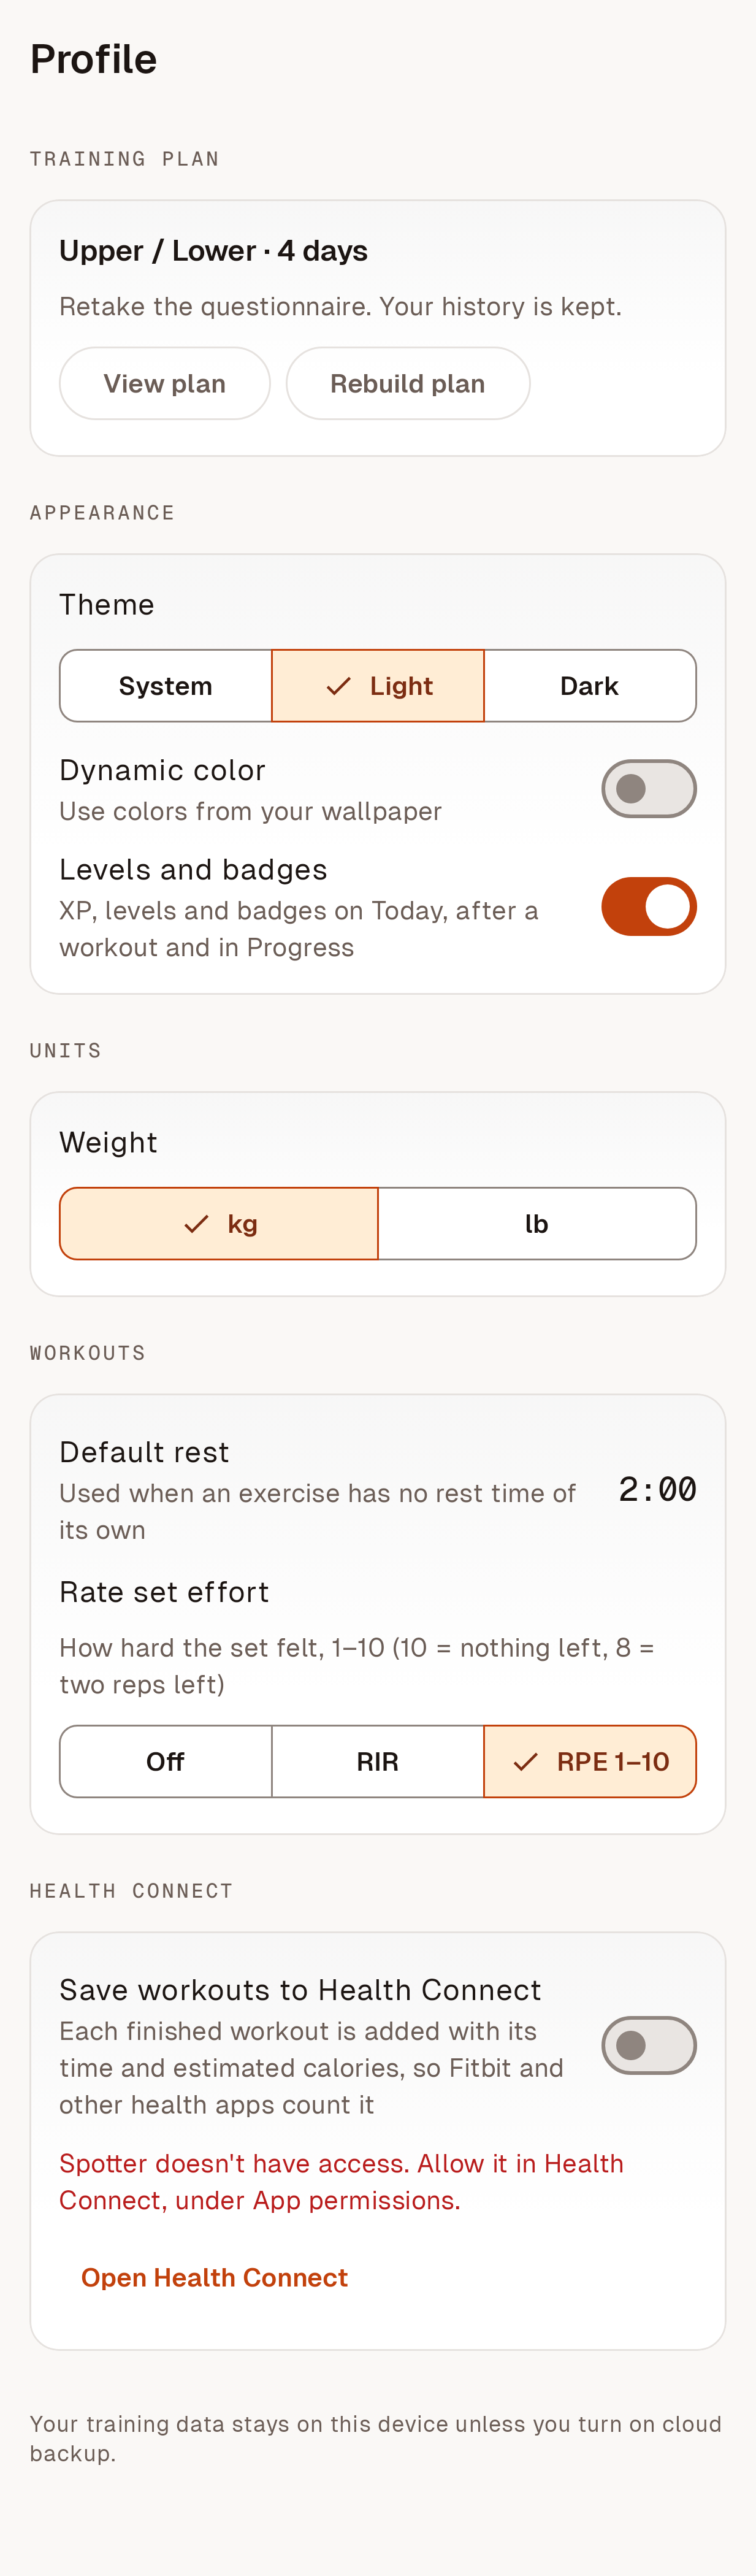 Profile
TRAINING PLAN
Upper / Lower · 4 days
Retake the questionnaire. Your history is kept.
View plan
Rebuild plan
APPEARANCE
Theme
System
Light
Dark
Dynamic color
Use colors from your wallpaper
Levels and badges
XP, levels and badges on Today, after a
workout and in Progress
UNITS
Weight
kg
lb
WORKOUTS
Default rest
Used when an exercise has no rest time of
its own
2:00
Rate set effort
How hard the set felt, 1–10 (10 = nothing left, 8 =
two reps left)
Off
RIR
RPE 1–10
HEALTH CONNECT
Save workouts to Health Connect
Each finished workout is added with its
time and estimated calories, so Fitbit and
other health apps count it
Spotter doesn't have access. Allow it in Health
Connect, under App permissions.
Open Health Connect
Your training data stays on this device unless you turn on cloud
backup.